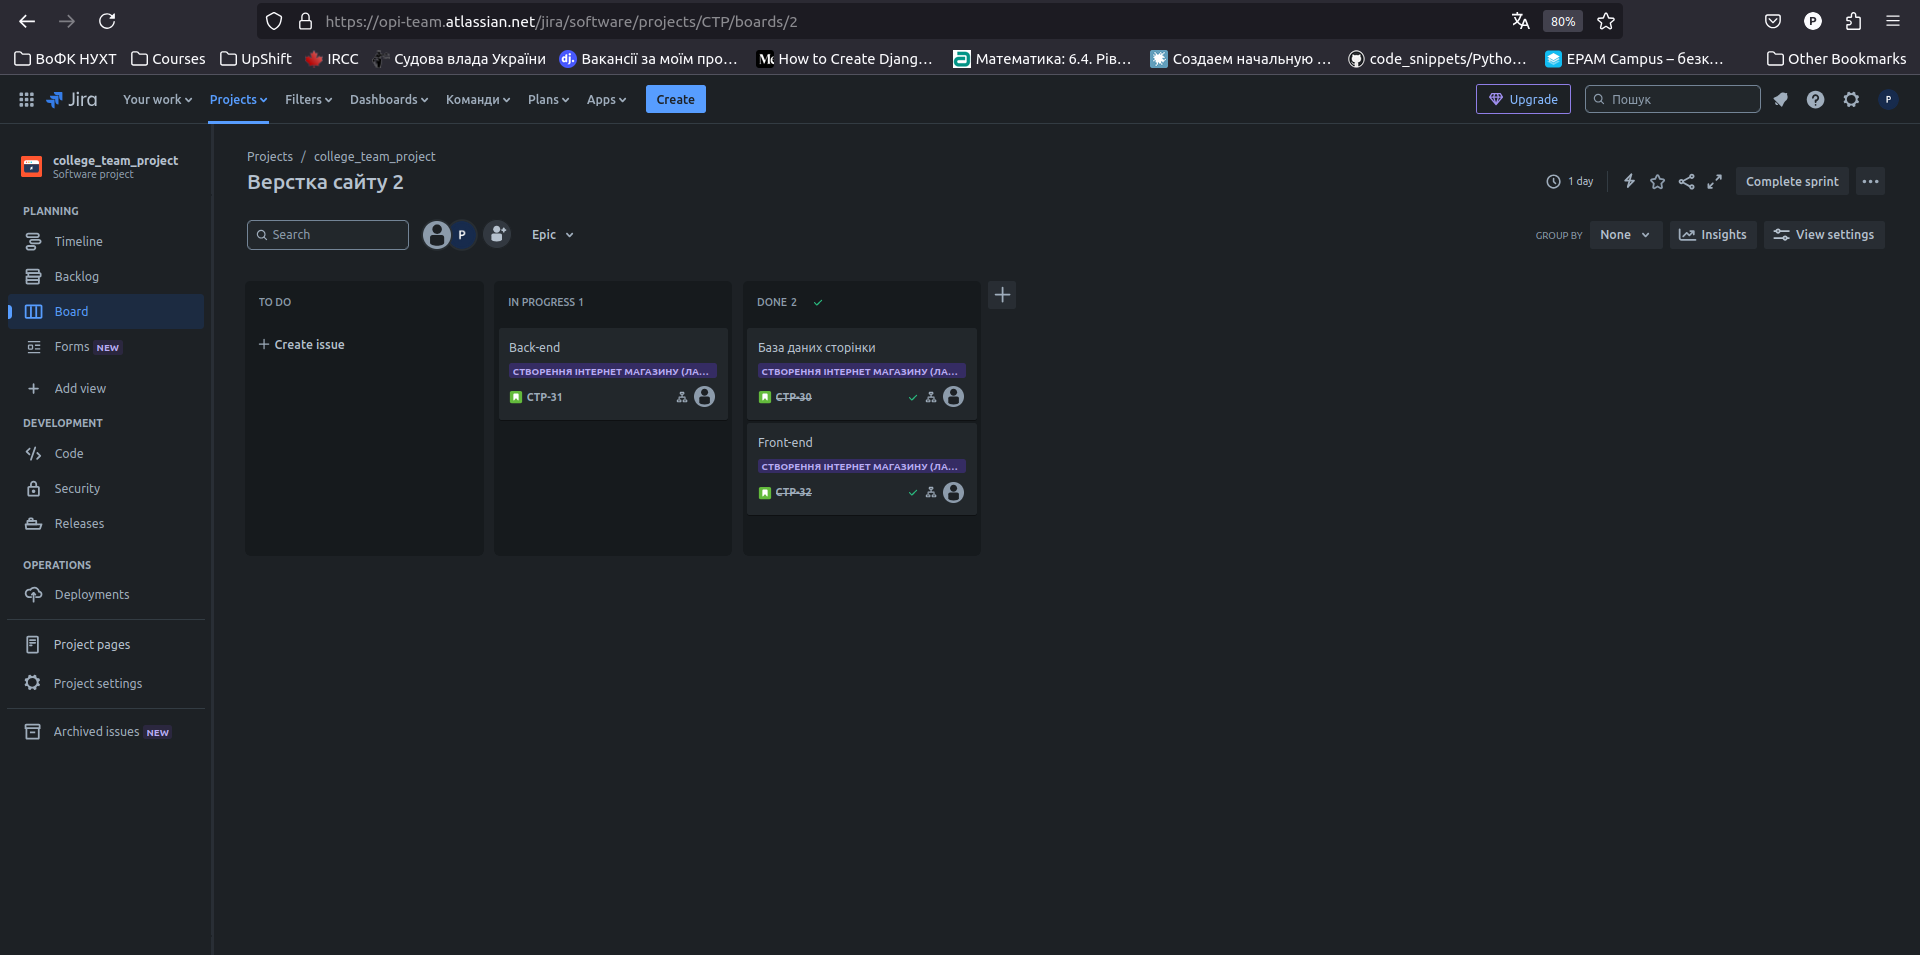 https://opi-team.atlassian.net/jira/software/projects/CTP/boards/2
80%
P
ВоФК НУХТ
Courses
UpShift
IRCC
Судова влада України
dj.
Вакансії за моїм про…
How to Create Djang…
Математика: 6.4. Рів…
Создаем начальную …
code_snippets/Pytho…
EPAM Campus – безк…
Other Bookmarks
Jira
Your work
Projects
Filters
Dashboards
Команди
Plans
Apps
Create
Upgrade
Пошук
P
college_team_project
Software project
PLANNING
Timeline
Backlog
Board
Forms NEW
Add view
DEVELOPMENT
Code
Security
Releases
OPERATIONS
Deployments
Project pages
Project settings
Archived issues NEW
Projects / college_team_project
Верстка сайту 2
1 day
Complete sprint
Search
P
Epic
GROUP BY
None
Insights
View settings
TO DO
Create issue
IN PROGRESS 1
Back-end
СТВОРЕННЯ ІНТЕРНЕТ МАГАЗИНУ (ЛА…
CTP-31
DONE 2
База даних сторінки
СТВОРЕННЯ ІНТЕРНЕТ МАГАЗИНУ (ЛА…
CTP-30
Front-end
СТВОРЕННЯ ІНТЕРНЕТ МАГАЗИНУ (ЛА…
CTP-32